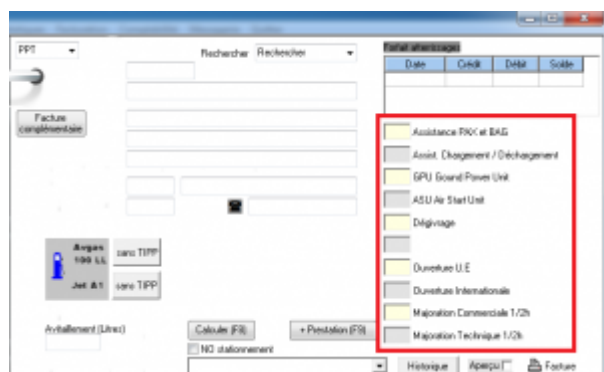 PPT
Rechercher Rechercher
Forfait atterrissages
Date Crédit Débit Solde
Facture
complémentaire
Assistance PAX et BAG
Assist. Chargement / Déchargement
GPU Gound Power Unit
ASU Air Start Unit
Dégivrage
Avgas
100 LL
sans TIPP
Jet A1
sans TIPP
Ouverture U.E
Ouverture Internationale
Majoration Commerciale 1/2h
Majoration Technique 1/2h
Avitaillement (Litres)
Calculer (F8)
+ Prestation (F9)
NO stationnement
Historique
Aperçu
Facture